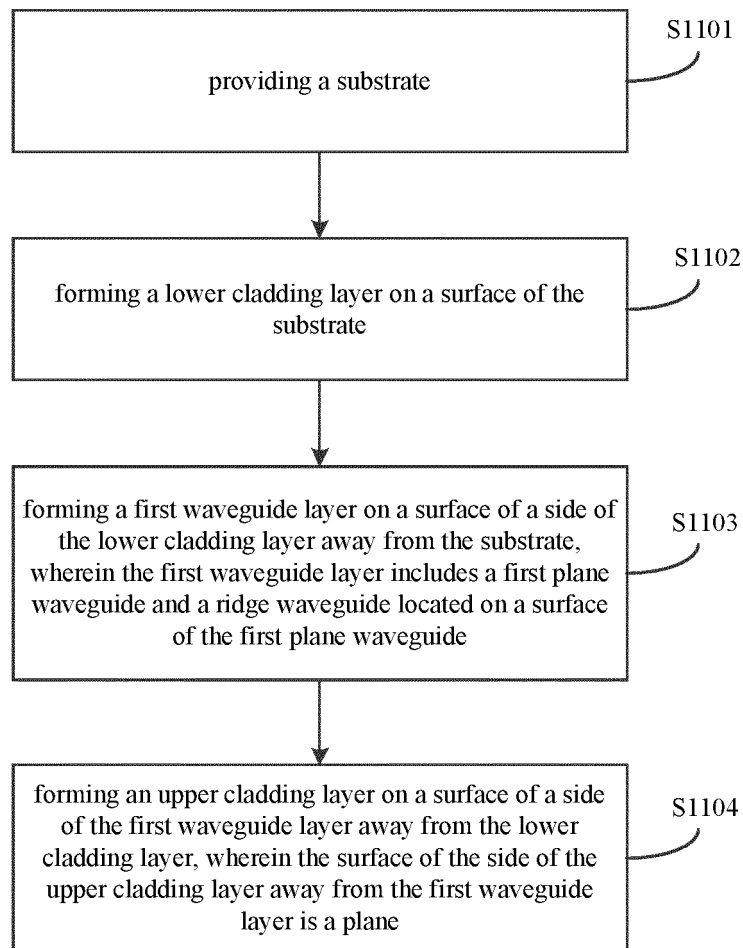 S1101
providing a substrate
S1102
forming a lower cladding layer on a surface of the
substrate
S1103
forming a first waveguide layer on a surface of a side of
the lower cladding layer away from the substrate,
wherein the first waveguide layer includes a first plane
waveguide and a ridge waveguide located on a surface
of the first plane waveguide
S1104
forming an upper cladding layer on a surface of a side
of the first waveguide layer away from the lower
cladding layer, wherein the surface of the side of the
upper cladding layer away from the first waveguide
layer is a plane